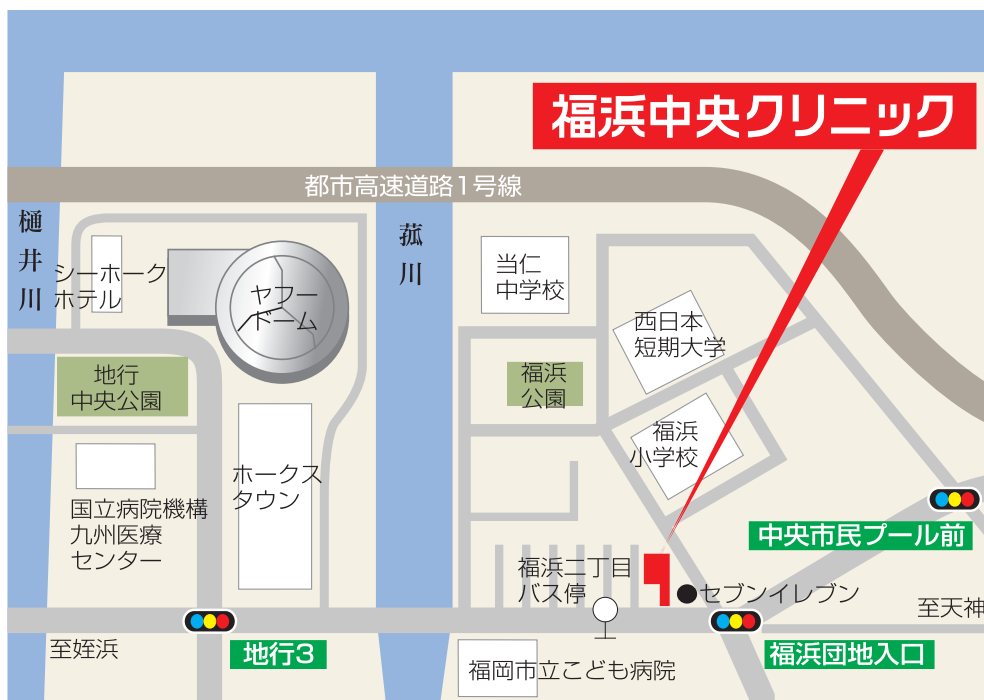 福浜中央クリニック
都市高速道路1号線
樋井川
菰川
シーホーク
ホテル
ヤフー
ドーム
当仁
中学校
西日本
短期大学
地行
中央公園
福浜
公園
福浜
小学校
ホークス
タウン
国立病院機構
九州医療
センター
中央市民プール前
福浜二丁目
バス停
セブンイレブン
至天神
至姪浜
地行3
福浜団地入口
福岡市立こども病院